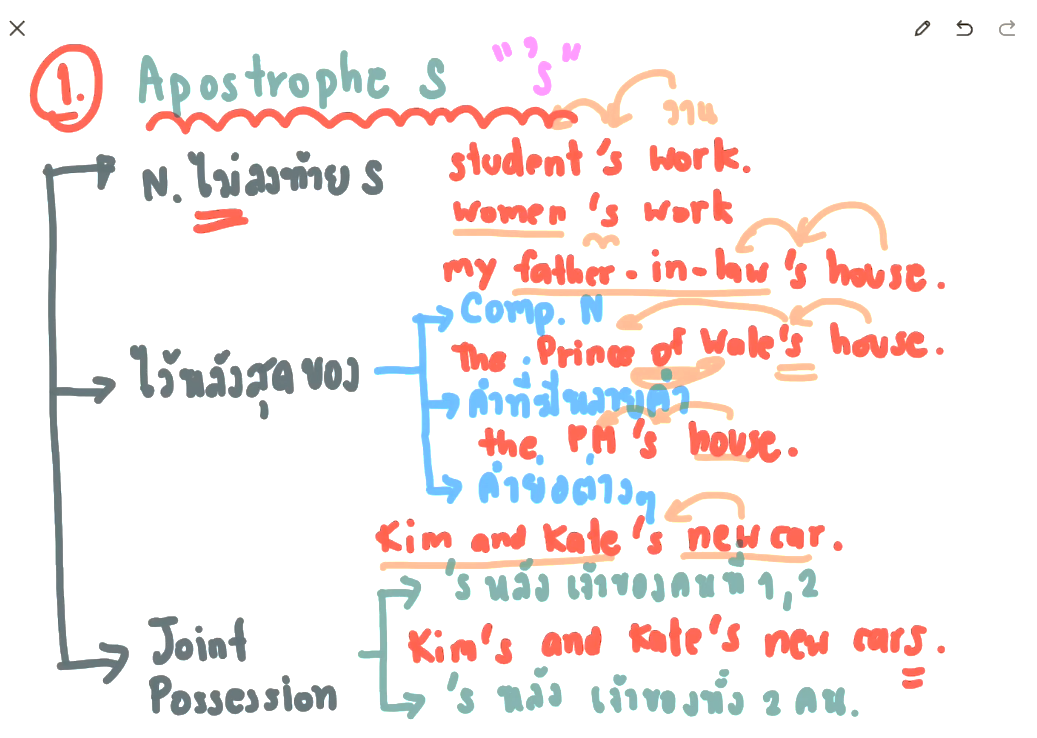 1. Apostrophe S "'s"
งาน
N. ไม่ลงท้าย S
student's work.
women's work
my father-in-law's house.
ไว้หลังสุดของ
Comp. N
The Prince of Wale's house.
คำที่มีหลายคำ
the PM's house.
คำย่อต่างๆ
Kim and Kate's new car.
Joint
Possession
's หลัง เจ้าของคนที่ 1,2
Kim's and Kate's new cars.
's หลัง เจ้าของทั้ง 2 คน.